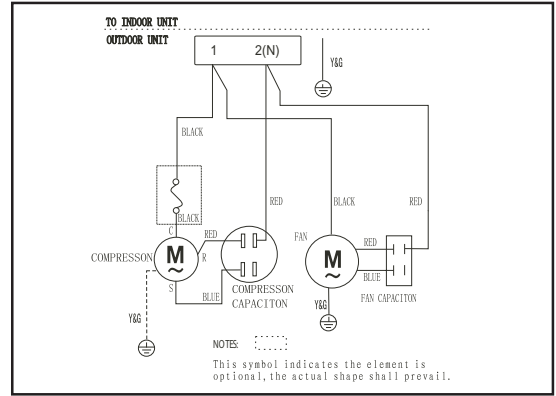 TO INDOOR UNIT
OUTDOOR UNIT
1 2(N)
Y&G
BLACK
RED
BLACK
RED
BLACK
C
RED
FAN
RED
COMPRESSON
M
~
R
M
~
BLUE
S
BLUE
COMPRESSON
CAPACITON
FAN CAPACITON
Y&G
Y&G
NOTES:
This symbol indicates the element is
optional, the actual shape shall prevail.